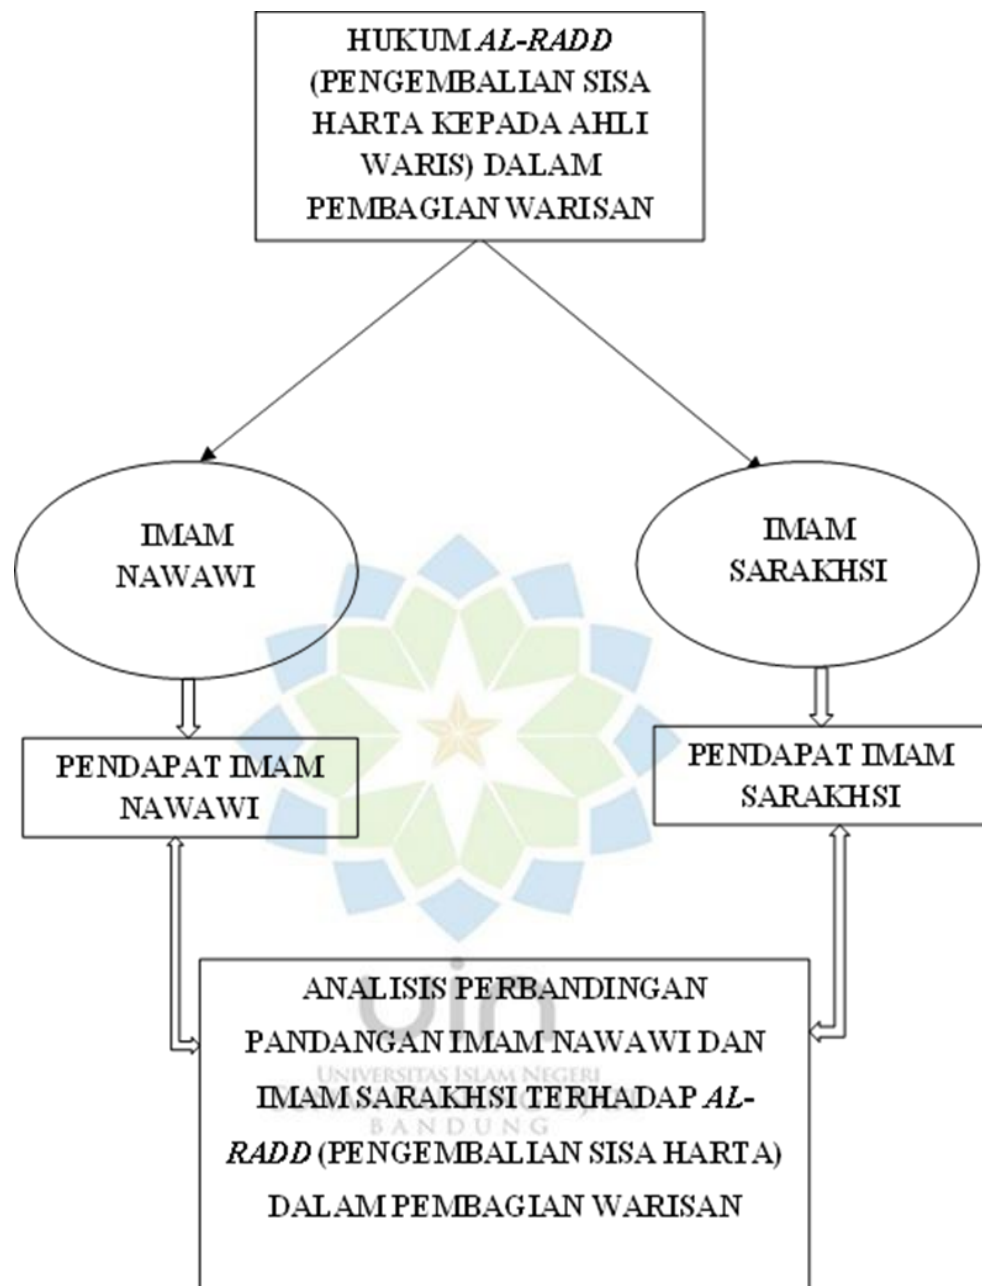 HUKUM AL-RADD
(PENGEMBALIAN SISA
HARTA KEPADA AHLI
WARIS) DALAM
PEMBAGIAN WARISAN
IMAM
NAWAWI
IMAM
SARAKHSI
PENDAPAT IMAM
NAWAWI
PENDAPAT IMAM
SARAKHSI
ANALISIS PERBANDINGAN
uin
PANDANGAN IMAM NAWAWI DAN
UNIVERSITAS ISLAM NEGERI
IMAM SARAKHSI TERHADAP AL-
BANDUNG
RADD (PENGEMBALIAN SISA HARTA)
DALAM PEMBAGIAN WARISAN